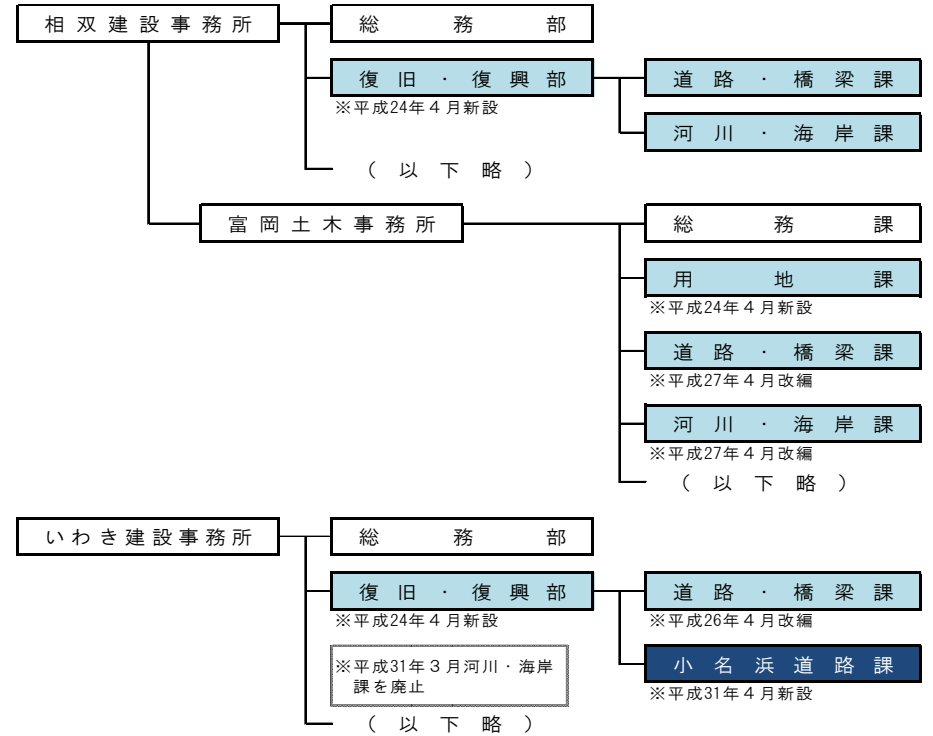 相双建設事務所
総務部
復旧・復興部
※平成24年４月新設
道路・橋梁課
河川・海岸課
（以下略）
富岡土木事務所
総務課
用地課
※平成24年４月新設
道路・橋梁課
※平成27年４月改編
河川・海岸課
※平成27年４月改編
（以下略）
いわき建設事務所
総務部
復旧・復興部
※平成24年４月新設
道路・橋梁課
※平成26年４月改編
※平成31年３月河川・海岸
課を廃止
小名浜道路課
※平成31年４月新設
（以下略）